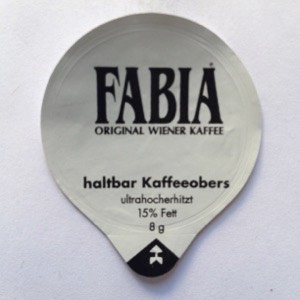 FABIA
ORIGINAL WIENER KAFFEE
haltbar Kaffeeobers
ultrahocherhitzt
15% Fett
8 g